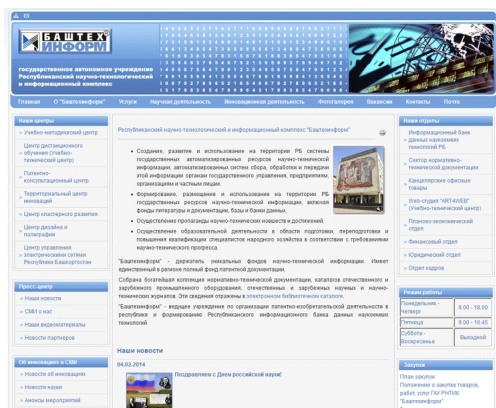 БАШТЕХ
ИНФОРМ
государственное автономное учреждение
Республиканский научно-технологический
и информационный комплекс
Главная О "Баштехинформ" Услуги Научная деятельность Инновационная деятельность Фотогалерея Вакансии Контакты Почта
Наши центры
» Учебно-методический центр
Центр дистанционного
» обучения (Учебно-
технический центр)
» Патентно-
консультационный центр
» Территориальный центр
инноваций
» Центр кластерного развития
» Центр дизайна и
полиграфии
Центр управления
» электрическими сетями
Республики Башкортостан
Пресс-центр
» Наши новости
» СМИ о нас
» Наши видеоматериалы
» Новости партнеров
Об инновациях в СМИ
» Новости об инновациях
» Новости науки
» Анонсы мероприятий
Республиканский научно-технологический и информационный комплекс "Баштехинформ"
• Создание, развитие и использование на территории РБ системы
государственных автоматизированных ресурсов научно-технической
информации, автоматизированных систем сбора, обработки и передачи
этой информации органам государственного управления, предприятиям,
организациям и частным лицам.
• Формирование, размещение и использование на территории РБ
государственных ресурсов научно-технической информации, включая
фонды литературы и документации, базы и банки данных.
• Осуществление пропаганды научно-технических новшеств и достижений.
• Осуществление образовательной деятельности в области подготовки, переподготовки и
повышения квалификации специалистов народного хозяйства в соответствии с требованиями
научно-технического прогресса.
"Баштехинформ" - держатель уникальных фондов научно-технической информации. Имеет
единственный в регионе полный фонд патентной документации.
Собрана богатейшая коллекция нормативно-технической документации, каталогов отечественного и
зарубежного промышленного оборудования, отечественных и зарубежных научных и научно-
технических журналов. Эти сведения отражены в электронном библиотечном каталоге.
"Баштехинформ" - ведущее учреждение по организации патентно-изобретательской деятельности в
республике и формированию Республиканского информационного банка данных наукоемких
технологий.
Наши новости
04.02.2014
Поздравляем с Днем российской науки!
Наши отделы
Информационный банк
» данных наукоемких
технологий РБ
» Сектор нормативно-
технической документации
» Канцелярские офисные
товары
» Web-студия "ART4WEB"
(Учебно-технический центр)
» Планово-экономический
отдел
» Финансовый отдел
» Юридический отдел
» Отдел кадров
Режим работы
Понедельник - Четверг 9.00 - 18.00
Пятница 9.00 - 16.45
Суббота - Воскресенье Выходной
Закупки
План закупок
Положение о закупке товаров,
работ, услуг ГАУ РНТИК
"Баштехинформ"